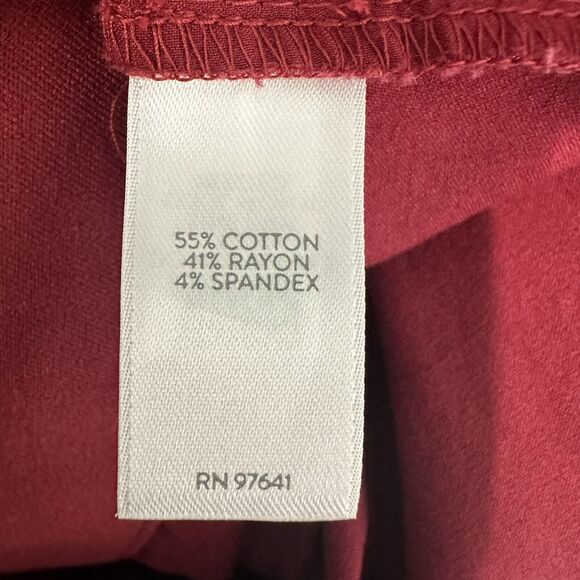 55% COTTON
41% RAYON
4% SPANDEX
RN 97641